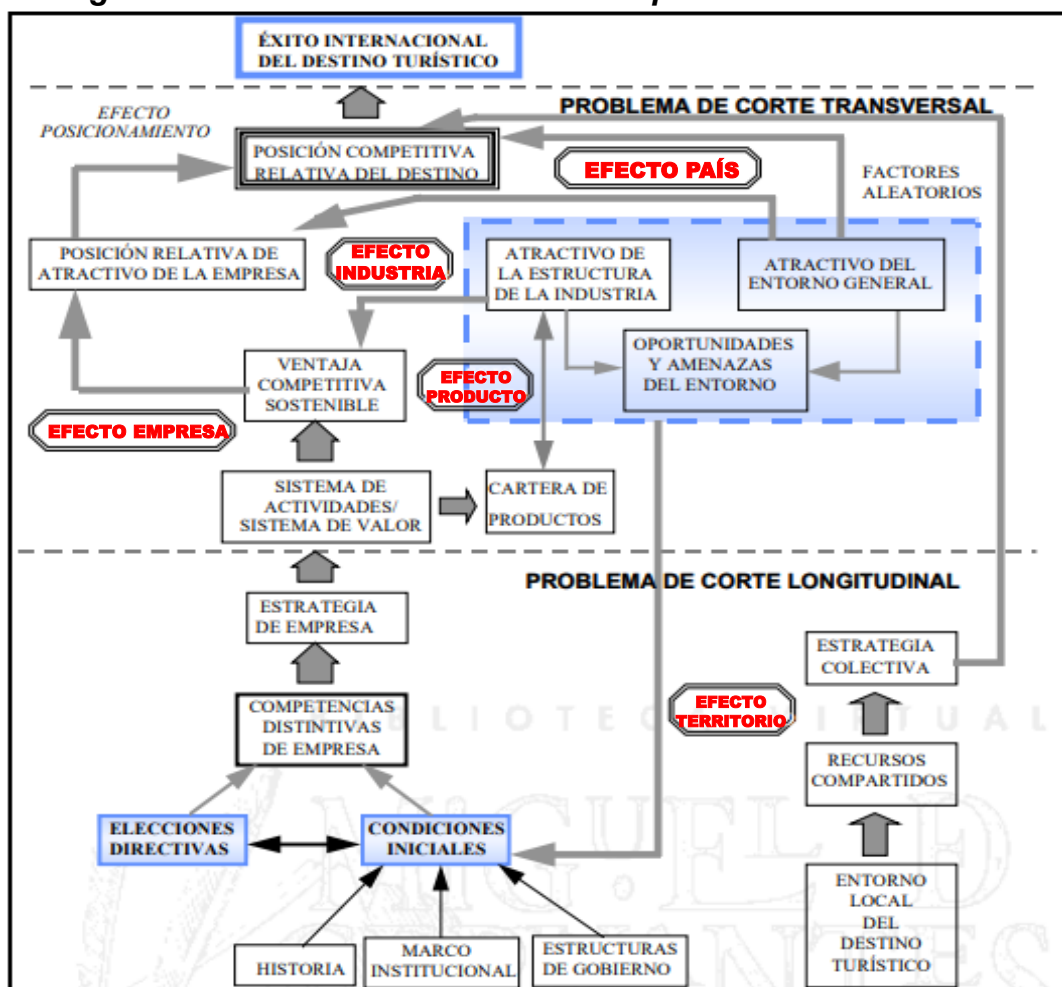 ÉXITO INTERNACIONAL
DEL DESTINO TURÍSTICO
PROBLEMA DE CORTE TRANSVERSAL
EFECTO
POSICIONAMIENTO
POSICIÓN COMPETITIVA
RELATIVA DEL DESTINO
EFECTO PAÍS
FACTORES
ALEATORIOS
POSICIÓN RELATIVA DE
ATRACTIVO DE LA EMPRESA
EFECTO
INDUSTRIA
ATRACTIVO DE
LA ESTRUCTURA
DE LA INDUSTRIA
ATRACTIVO DEL
ENTORNO GENERAL
OPORTUNIDADES
Y AMENAZAS
DEL ENTORNO
VENTAJA
COMPETITIVA
SOSTENIBLE
EFECTO
PRODUCTO
EFECTO EMPRESA
SISTEMA DE
ACTIVIDADES/
SISTEMA DE VALOR
CARTERA DE
PRODUCTOS
PROBLEMA DE CORTE LONGITUDINAL
ESTRATEGIA
DE EMPRESA
ESTRATEGIA
COLECTIVA
EFECTO
TERRITORIO
COMPETENCIAS
DISTINTIVAS
DE EMPRESA
RECURSOS
COMPARTIDOS
ELECCIONES
DIRECTIVAS
CONDICIONES
INICIALES
ENTORNO
LOCAL
DEL
DESTINO
TURÍSTICO
HISTORIA
MARCO
INSTITUCIONAL
ESTRUCTURAS
DE GOBIERNO